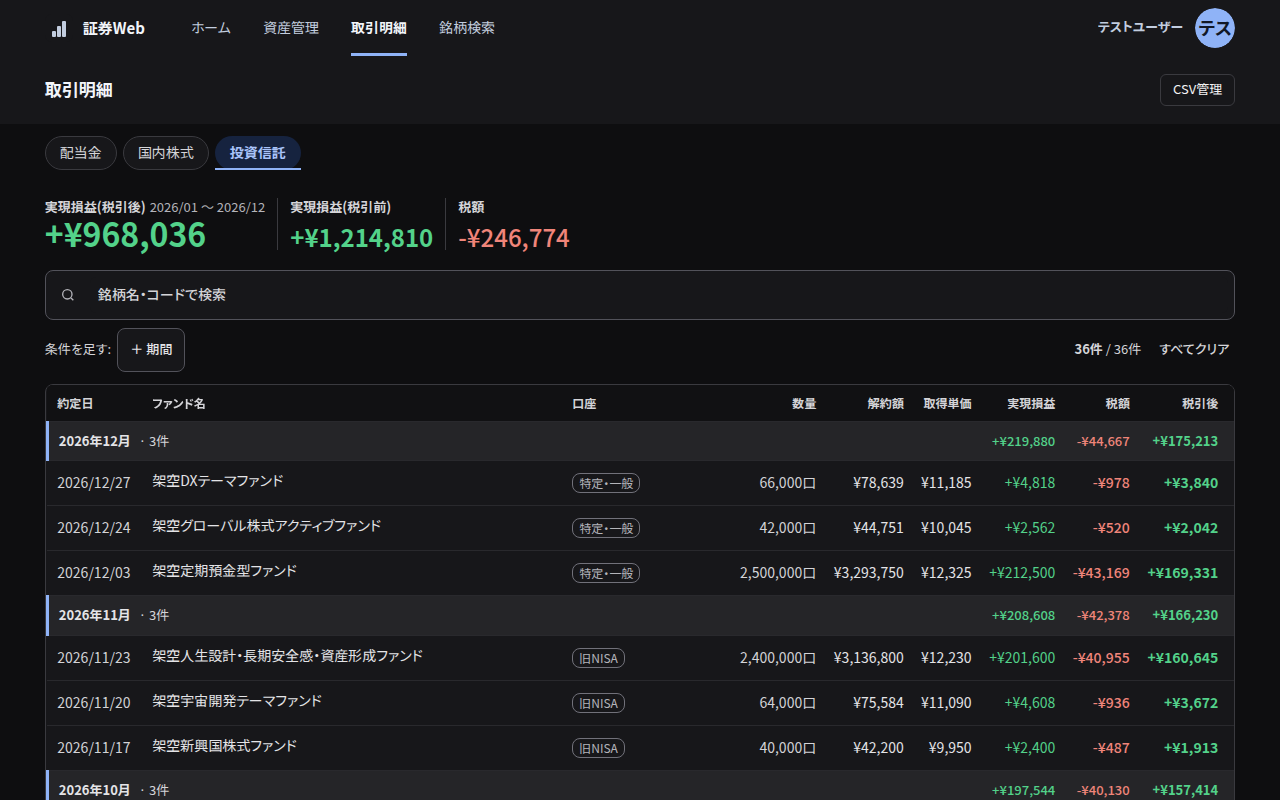 証券Web ホーム 資産管理 取引明細 銘柄検索 テストユーザー テス
取引明細 CSV管理
配当金 国内株式 投資信託
実現損益(税引後) 2026/01 〜 2026/12 実現損益(税引前) 税額
+¥968,036 +¥1,214,810 -¥246,774
銘柄名・コードで検索
条件を足す: + 期間 36件 / 36件 すべてクリア
約定日 ファンド名 口座 数量 解約額 取得単価 実現損益 税額 税引後
2026年12月 · 3件 +¥219,880 -¥44,667 +¥175,213
2026/12/27 架空DXテーマファンド 特定・一般 66,000口 ¥78,639 ¥11,185 +¥4,818 -¥978 +¥3,840
2026/12/24 架空グローバル株式アクティブファンド 特定・一般 42,000口 ¥44,751 ¥10,045 +¥2,562 -¥520 +¥2,042
2026/12/03 架空定期預金型ファンド 特定・一般 2,500,000口 ¥3,293,750 ¥12,325 +¥212,500 -¥43,169 +¥169,331
2026年11月 · 3件 +¥208,608 -¥42,378 +¥166,230
2026/11/23 架空人生設計・長期安全感・資産形成ファンド 旧NISA 2,400,000口 ¥3,136,800 ¥12,230 +¥201,600 -¥40,955 +¥160,645
2026/11/20 架空宇宙開発テーマファンド 旧NISA 64,000口 ¥75,584 ¥11,090 +¥4,608 -¥936 +¥3,672
2026/11/17 架空新興国株式ファンド 旧NISA 40,000口 ¥42,200 ¥9,950 +¥2,400 -¥487 +¥1,913
2026年10月 · 3件 +¥197,544 -¥40,130 +¥157,414